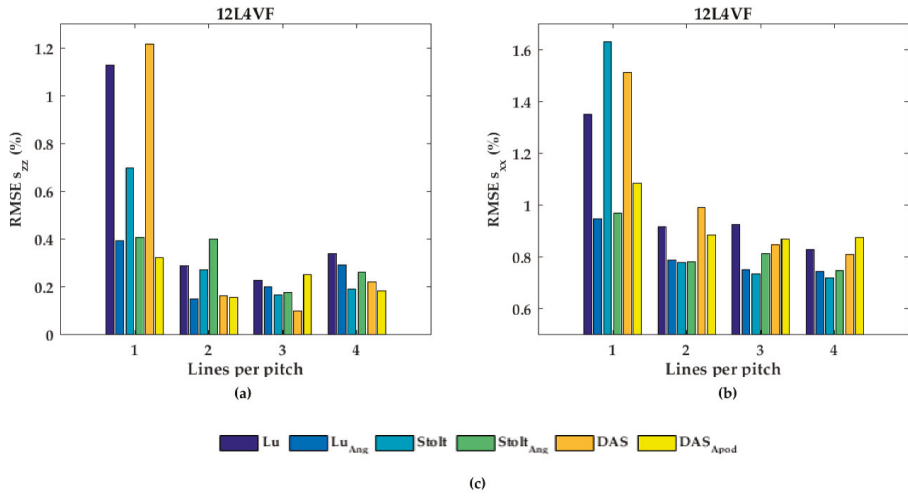 12L4VF
RMSE s_zz (%)
1.2
1
0.8
0.6
0.4
0.2
0
1 2 3 4
Lines per pitch
(a)
12L4VF
RMSE s_xx (%)
1.6
1.4
1.2
1
0.8
0.6
1 2 3 4
Lines per pitch
(b)
Lu Lu_Ang Stolt Stolt_Ang DAS DAS_Apod
(c)